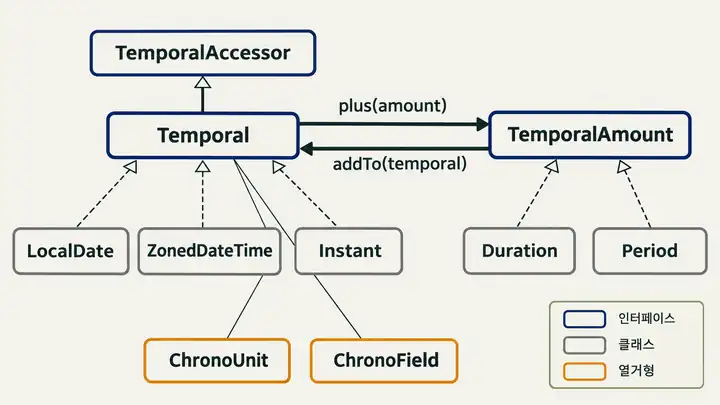 TemporalAccessor
plus(amount)
Temporal
TemporalAmount
addTo(temporal)
LocalDate
ZonedDateTime
Instant
Duration
Period
ChronoUnit
ChronoField
인터페이스
클래스
열거형